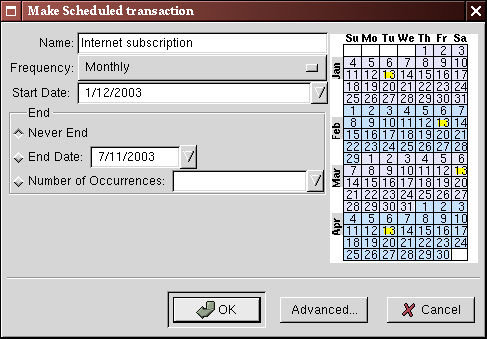 Make Scheduled transaction
Name: Internet subscription
Frequency: Monthly
Start Date: 1/12/2003
End
Never End
End Date: 7/11/2003
Number of Occurrences:
Su Mo Tu We Th Fr Sa
Jan
1 2 3
4 5 6 7 8 9 10
11 12 13 14 15 16 17
18 19 20 21 22 23 24
25 26 27 28 29 30 31
Feb
1 2 3 4 5 6 7
8 9 10 11 12 13 14
15 16 17 18 19 20 21
22 23 24 25 26 27 28
29 1 2 3 4 5 6
Mar
7 8 9 10 11 12 13
14 15 16 17 18 19 20
21 22 23 24 25 26 27
28 29 30 31 1 2 3
Apr
4 5 6 7 8 9 10
11 12 13 14 15 16 17
18 19 20 21 22 23 24
25 26 27 28 29 30
OK
Advanced...
Cancel